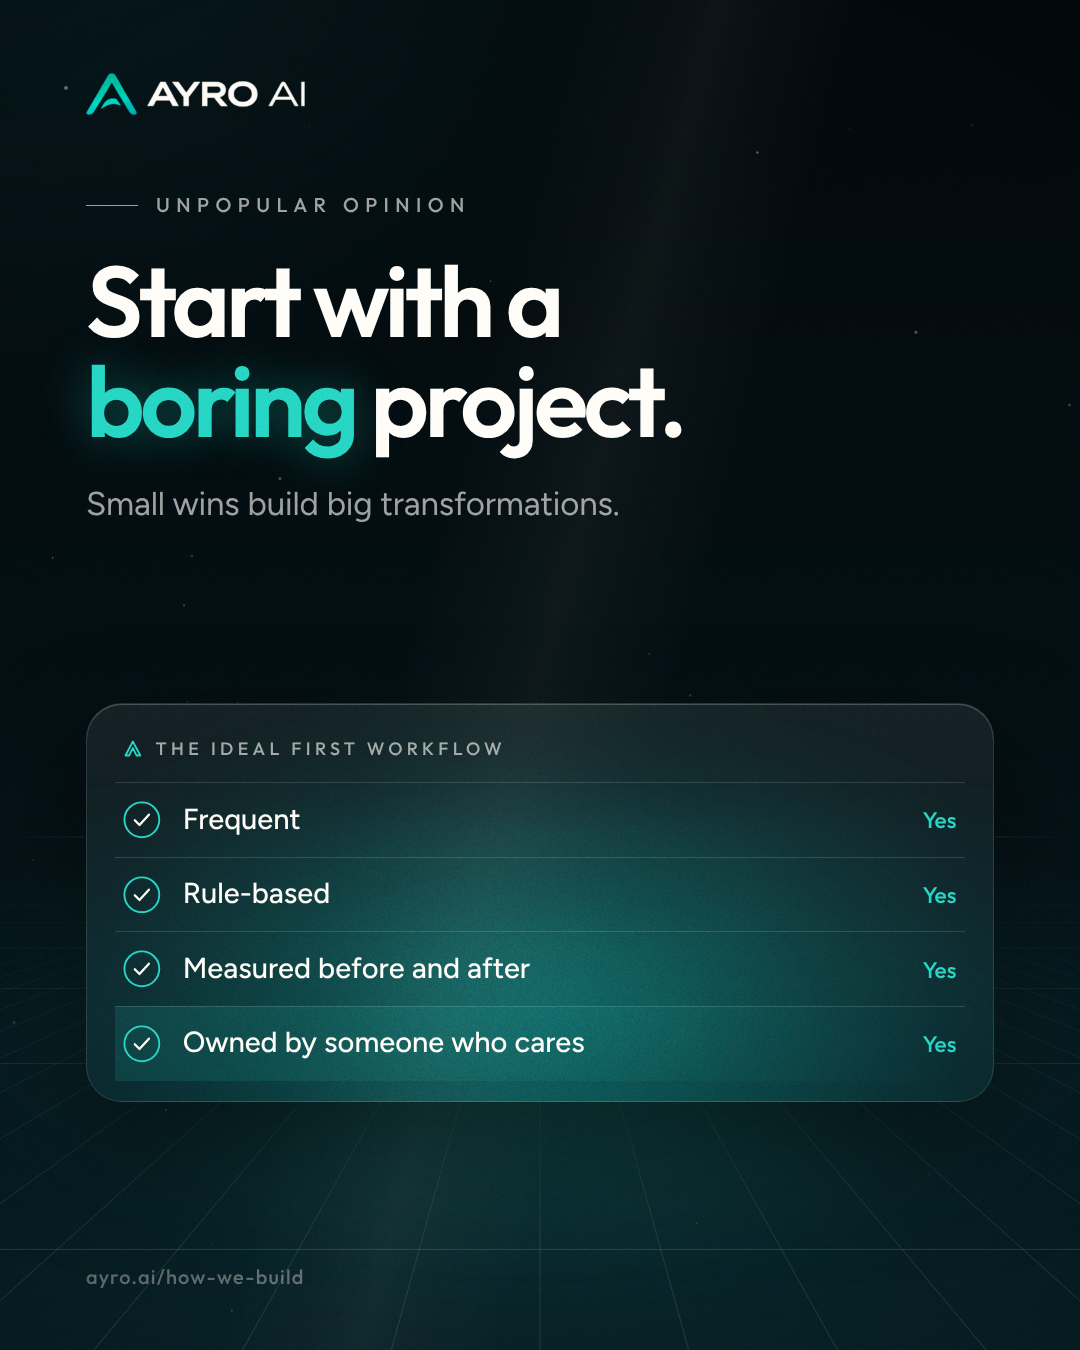 AYRO AI
UNPOPULAR OPINION
Start with a
boring project.
Small wins build big transformations.
THE IDEAL FIRST WORKFLOW
Frequent Yes
Rule-based Yes
Measured before and after Yes
Owned by someone who cares Yes
ayro.ai/how-we-build